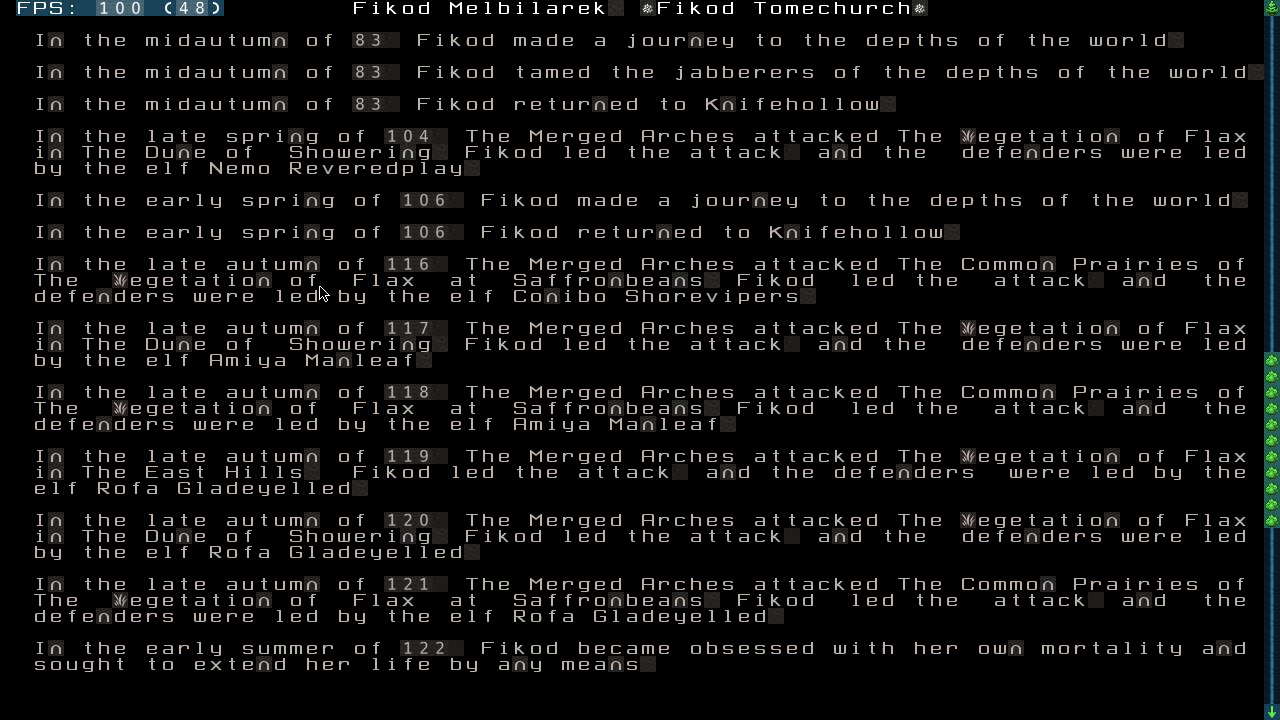 FPS: 100 (48) Fikod Melbilarek Fikod Tomechurch
In the midautumn of 83 Fikod made a journey to the depths of the world
In the midautumn of 83 Fikod tamed the jabberers of the depths of the world
In the midautumn of 83 Fikod returned to Knifehollow
In the late spring of 104 The Merged Arches attacked The Vegetation of Flax
in The Dune of Showering Fikod led the attack and the defenders were led
by the elf Nemo Reveredplay
In the early spring of 106 Fikod made a journey to the depths of the world
In the early spring of 106 Fikod returned to Knifehollow
In the late autumn of 116 The Merged Arches attacked The Common Prairies of
The Vegetation of Flax at Saffronbeans Fikod led the attack and the
defenders were led by the elf Conibo Shorevipers
In the late autumn of 117 The Merged Arches attacked The Vegetation of Flax
in The Dune of Showering Fikod led the attack and the defenders were led
by the elf Amiya Manleaf
In the late autumn of 118 The Merged Arches attacked The Common Prairies of
The Vegetation of Flax at Saffronbeans Fikod led the attack and the
defenders were led by the elf Amiya Manleaf
In the late autumn of 119 The Merged Arches attacked The Vegetation of Flax
in The East Hills Fikod led the attack and the defenders were led by the
elf Rofa Gladeyelled
In the late autumn of 120 The Merged Arches attacked The Vegetation of Flax
in The Dune of Showering Fikod led the attack and the defenders were led
by the elf Rofa Gladeyelled
In the late autumn of 121 The Merged Arches attacked The Common Prairies of
The Vegetation of Flax at Saffronbeans Fikod led the attack and the
defenders were led by the elf Rofa Gladeyelled
In the early summer of 122 Fikod became obsessed with her own mortality and
sought to extend her life by any means